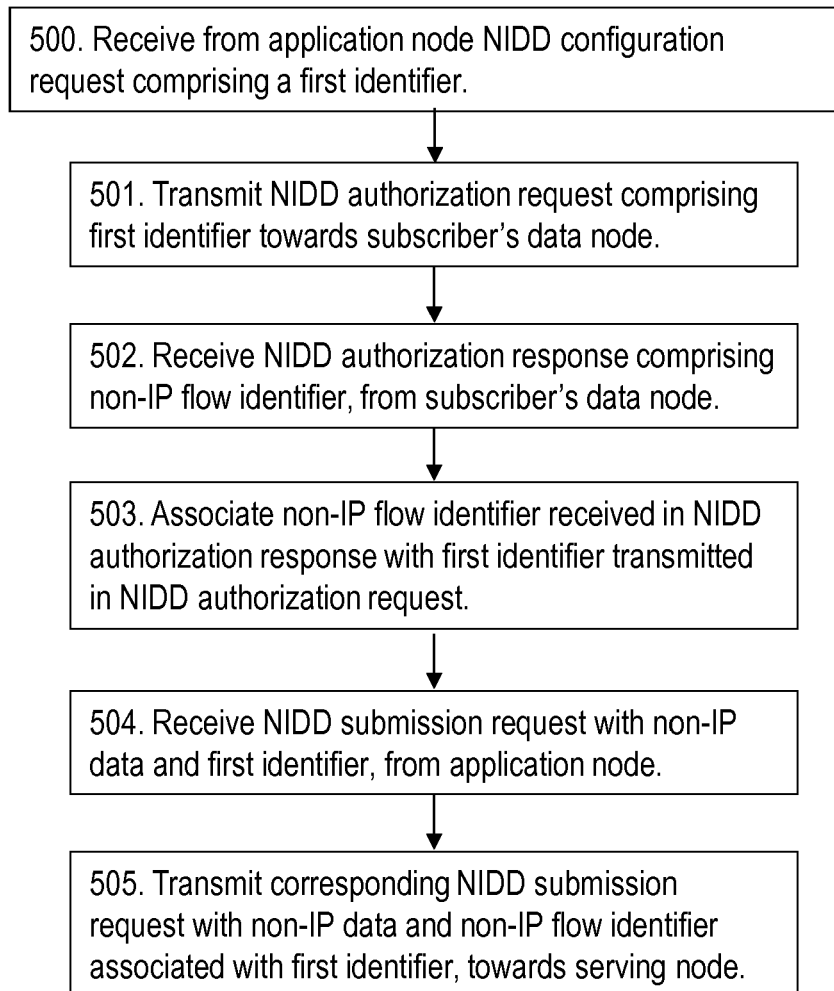 500. Receive from application node NIDD configuration
request comprising a first identifier.
501. Transmit NIDD authorization request comprising
first identifier towards subscriber's data node.
502. Receive NIDD authorization response comprising
non-IP flow identifier, from subscriber's data node.
503. Associate non-IP flow identifier received in NIDD
authorization response with first identifier transmitted
in NIDD authorization request.
504. Receive NIDD submission request with non-IP
data and first identifier, from application node.
505. Transmit corresponding NIDD submission
request with non-IP data and non-IP flow identifier
associated with first identifier, towards serving node.